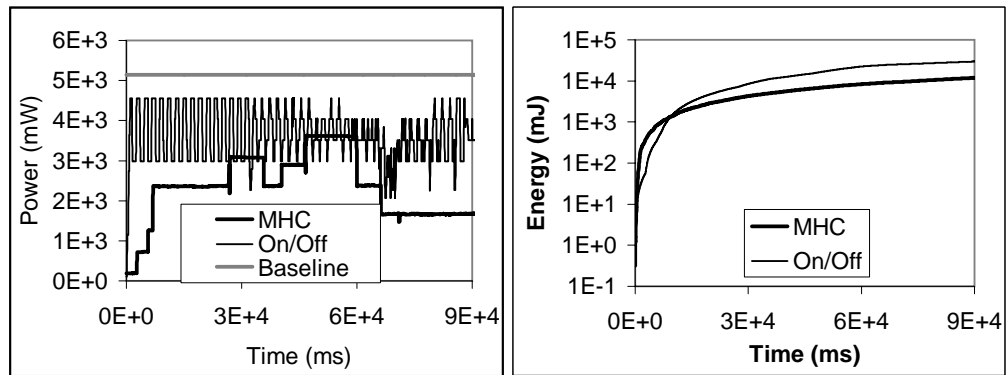 6E+3
5E+3
4E+3
3E+3
2E+3
1E+3
0E+0
Power (mW)
MHC
On/Off
Baseline
0E+0 3E+4 6E+4 9E+4
Time (ms)
1E+5
1E+4
1E+3
1E+2
1E+1
1E+0
1E-1
Energy (mJ)
MHC
On/Off
0E+0 3E+4 6E+4 9E+4
Time (ms)